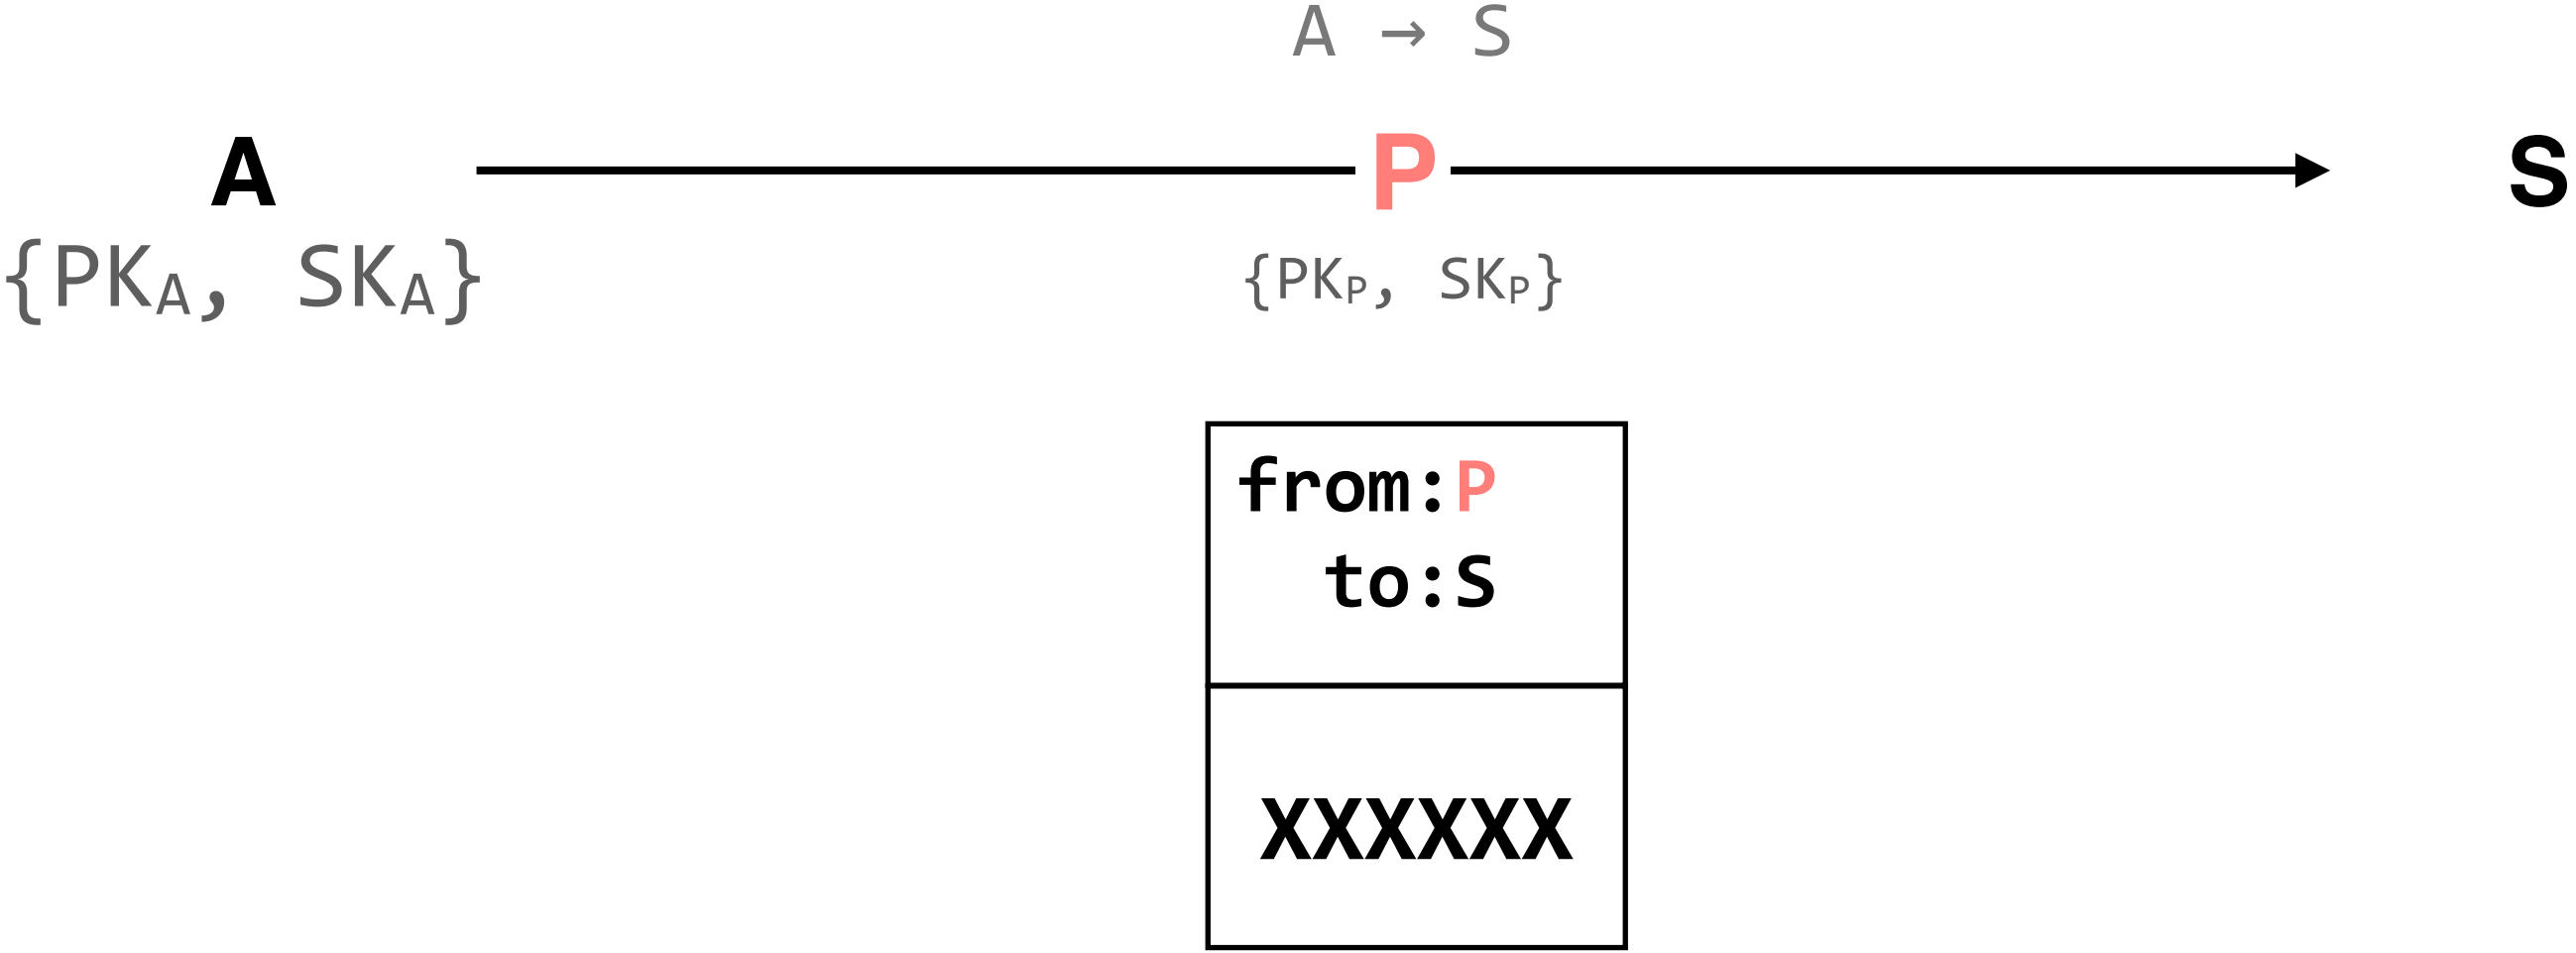 A → S
A P S
{PKA, SKA} {PKP, SKP}
from:P
to:S
XXXXXX